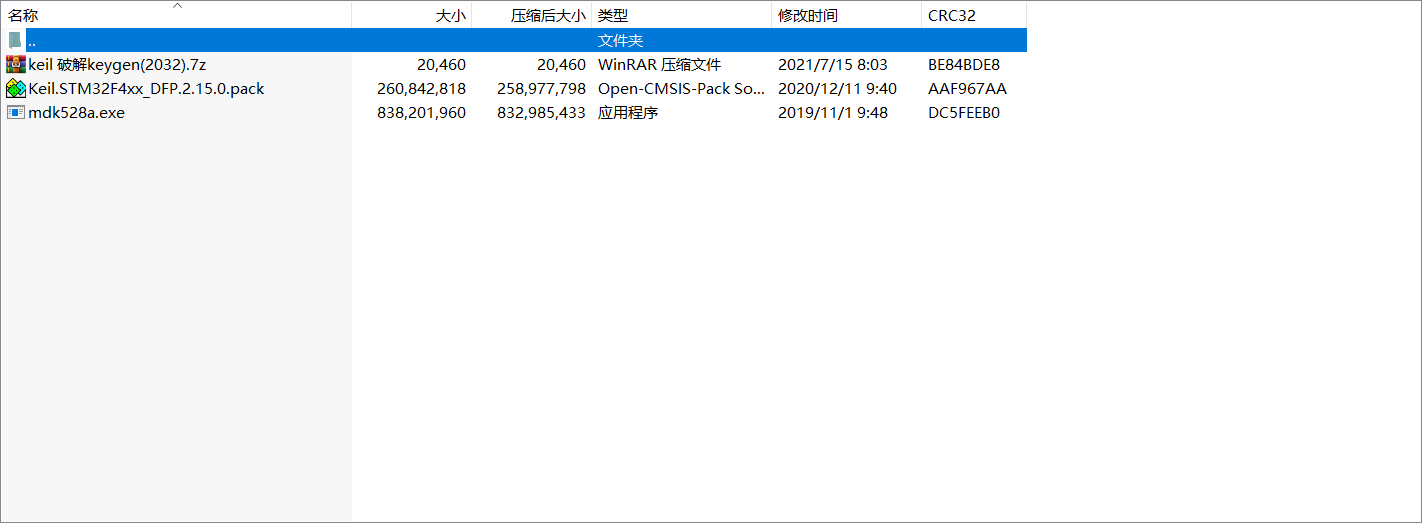 名称 大小 压缩后大小 类型 修改时间 CRC32
.. 文件夹
keil 破解keygen(2032).7z 20,460 20,460 WinRAR 压缩文件 2021/7/15 8:03 BE84BDE8
Keil.STM32F4xx_DFP.2.15.0.pack 260,842,818 258,977,798 Open-CMSIS-Pack So... 2020/12/11 9:40 AAF967AA
mdk528a.exe 838,201,960 832,985,433 应用程序 2019/11/1 9:48 DC5FEEB0